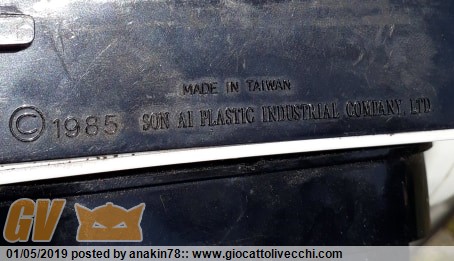 MADE IN TAIWAN
©1985 SON AI PLASTIC INDUSTRIAL COMPANY, LTD
GV
01/05/2019 posted by anakin78:: www.giocattolivecchi.com